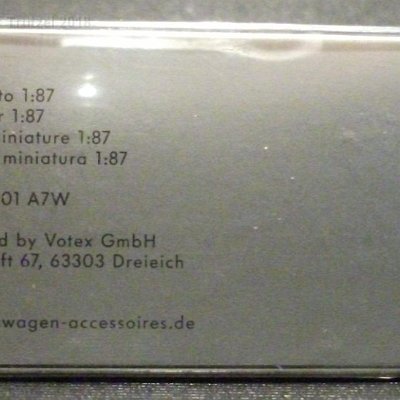 to 1:87
r 1:87
iniature 1:87
miniatura 1:87
01 A7W
d by Votex GmbH
ft 67, 63303 Dreieich
wagen-accessoires.de